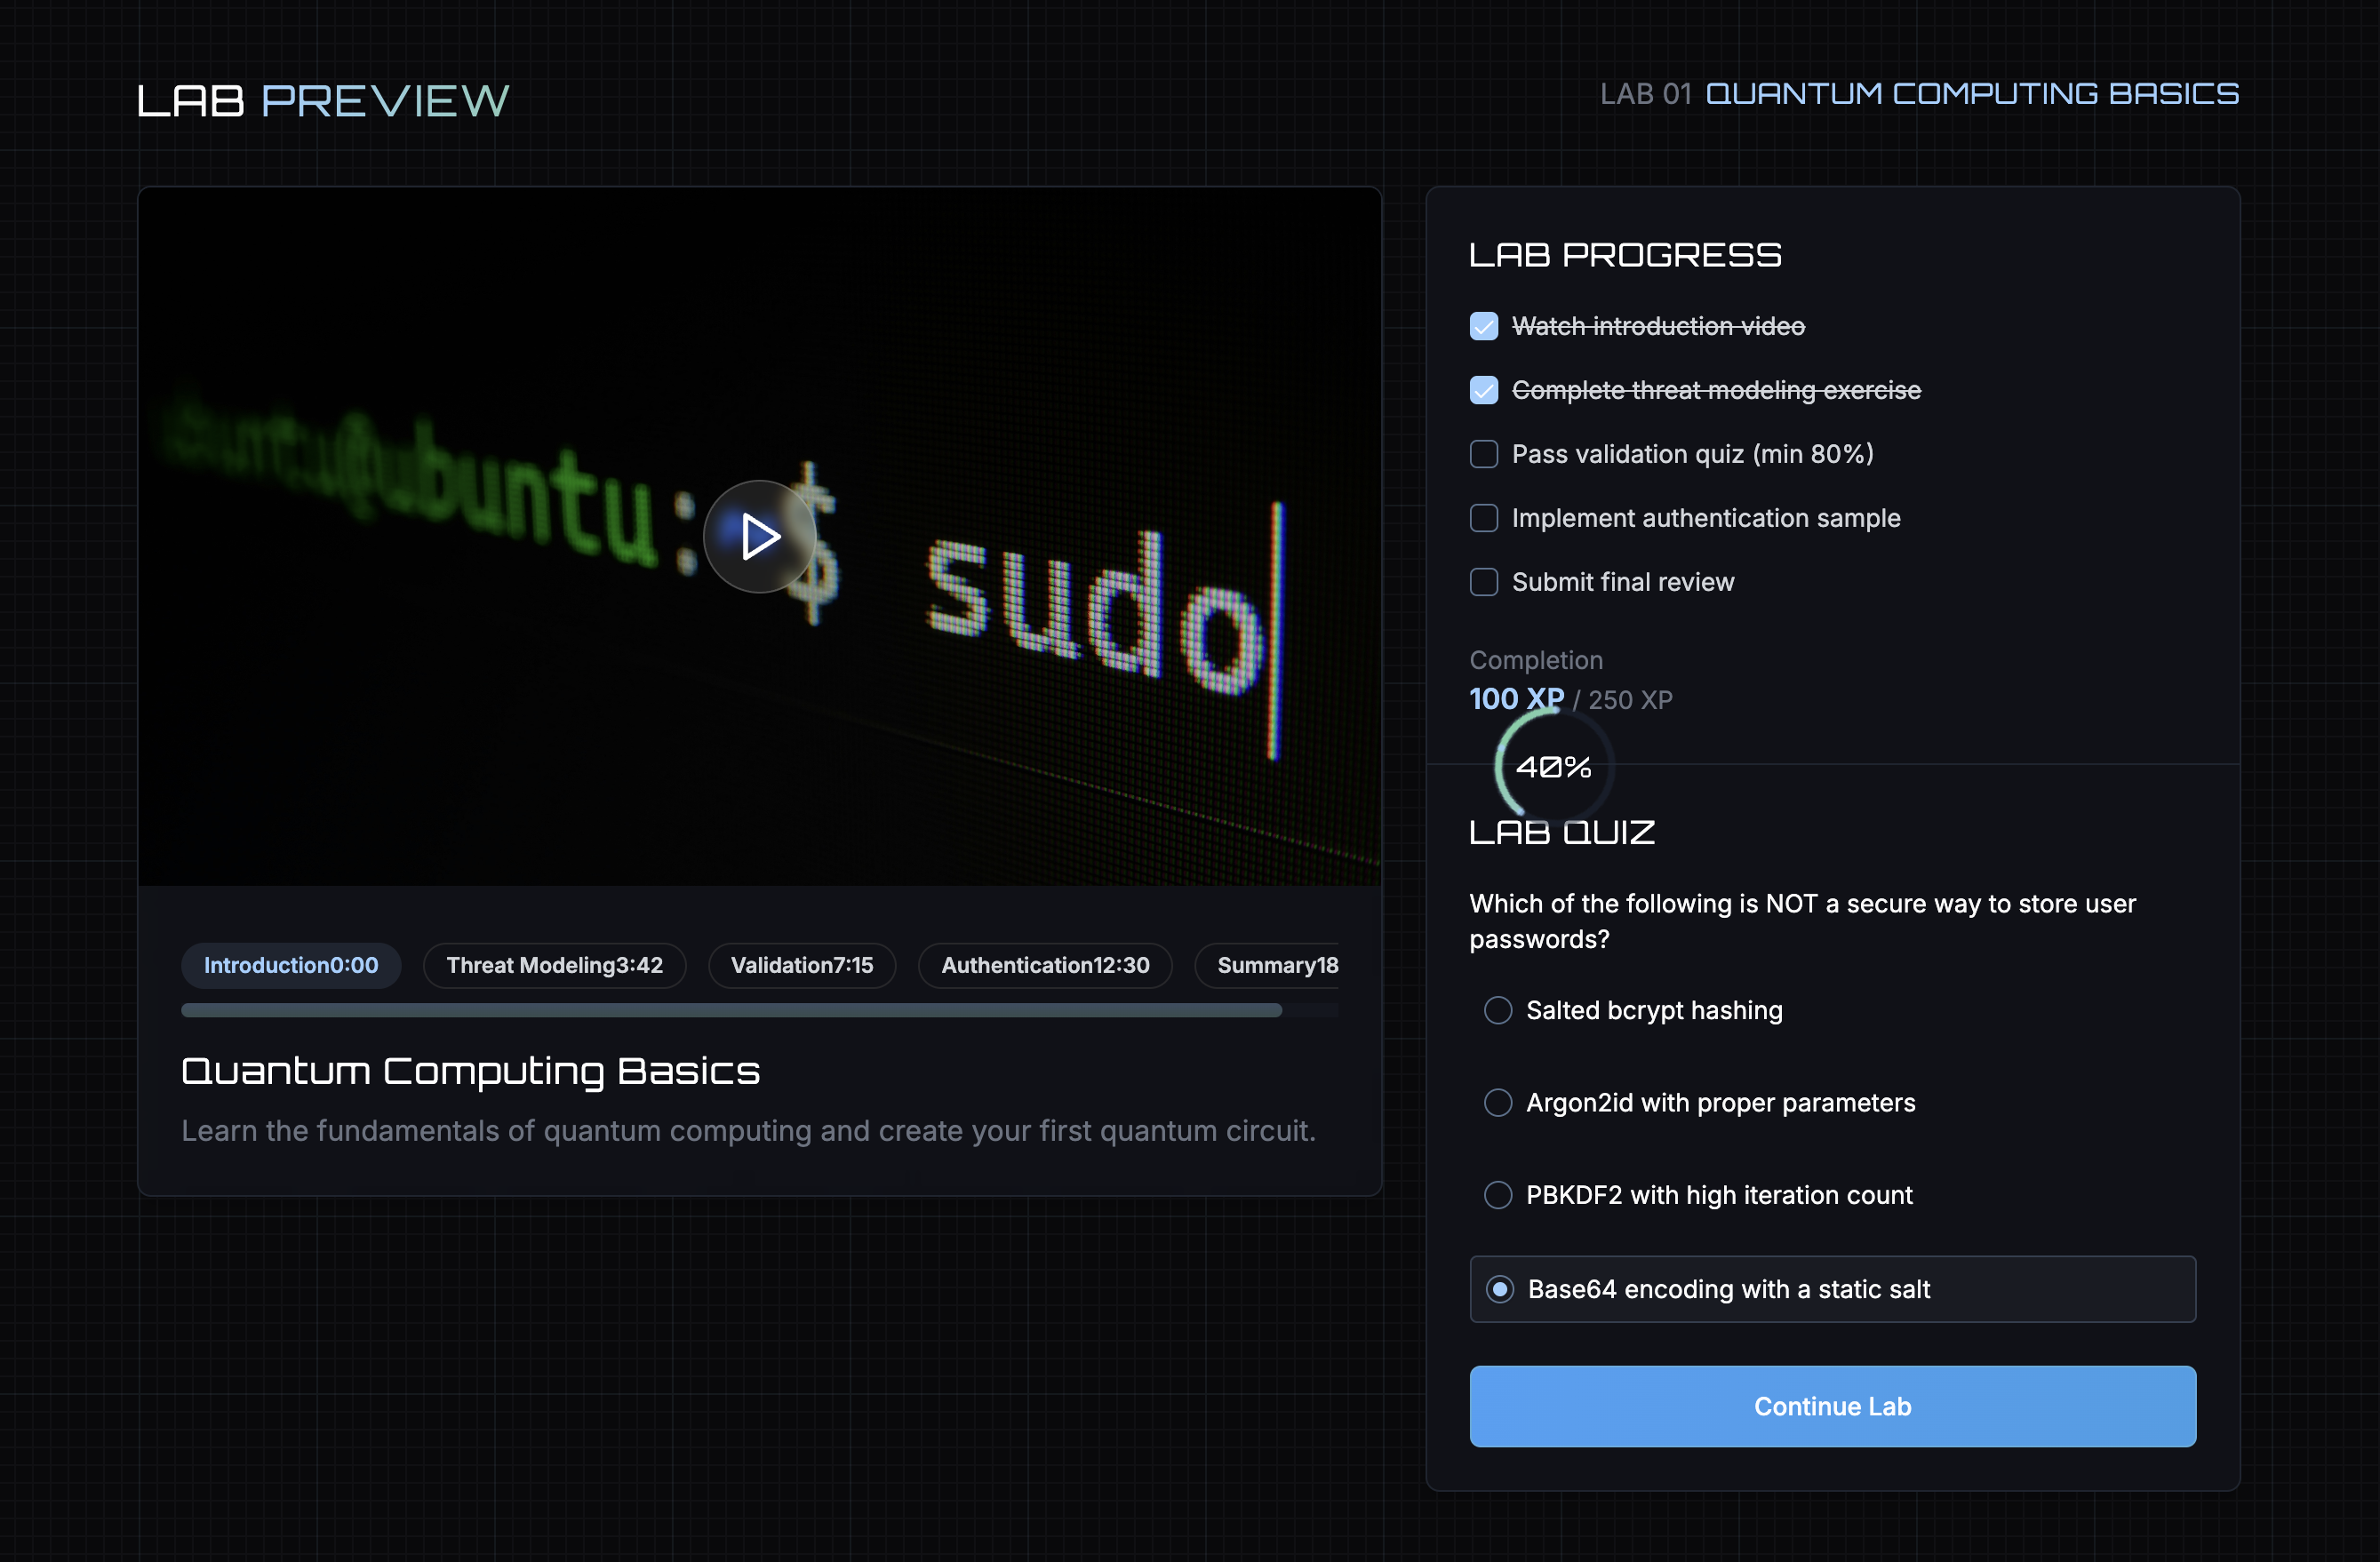 LAB PREVIEW
LAB 01 QUANTUM COMPUTING BASICS
ubuntu@ubuntu:~$ sudo
Introduction0:00
Threat Modeling3:42
Validation7:15
Authentication12:30
Summary18
Quantum Computing Basics
Learn the fundamentals of quantum computing and create your first quantum circuit.
LAB PROGRESS
Watch introduction video
Complete threat modeling exercise
Pass validation quiz (min 80%)
Implement authentication sample
Submit final review
Completion
100 XP / 250 XP
40%
LAB QUIZ
Which of the following is NOT a secure way to store user
passwords?
Salted bcrypt hashing
Argon2id with proper parameters
PBKDF2 with high iteration count
Base64 encoding with a static salt
Continue Lab